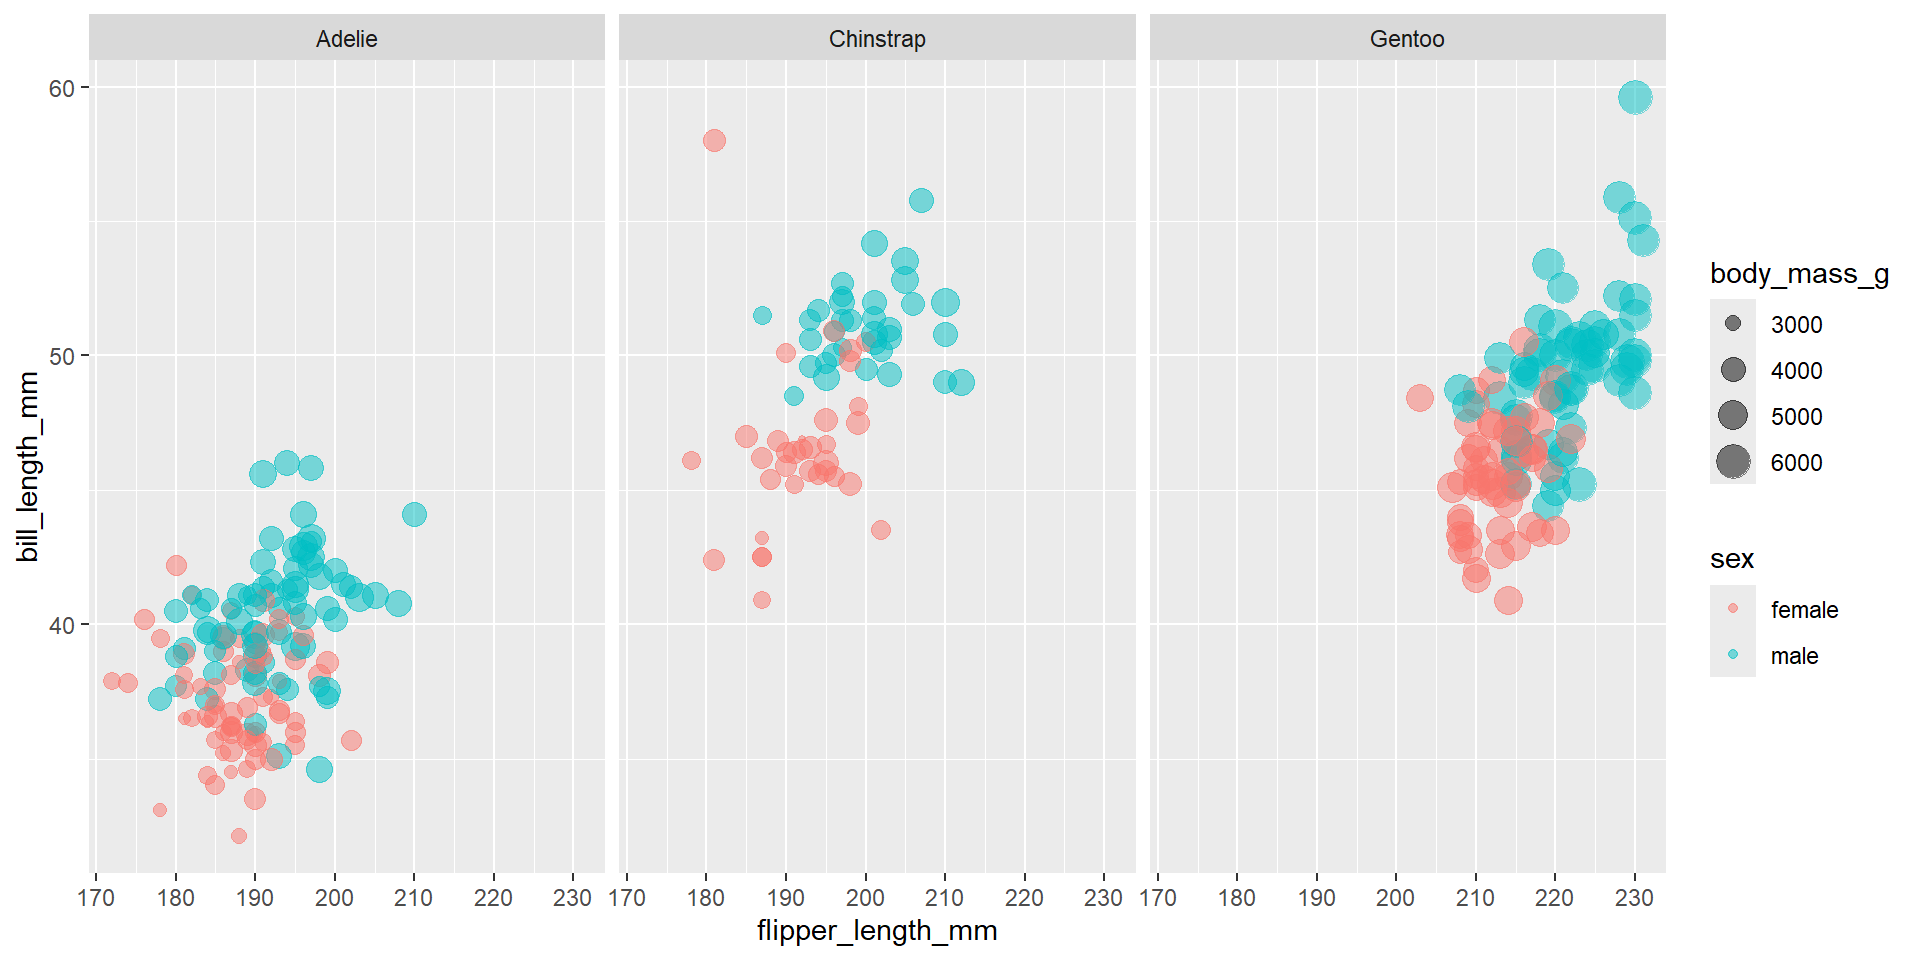 Adelie Chinstrap Gentoo
60
50
40
bill_length_mm
170 180 190 200 210 220 230 170 180 190 200 210 220 230 170 180 190 200 210 220 230
flipper_length_mm
body_mass_g
3000
4000
5000
6000
sex
female
male